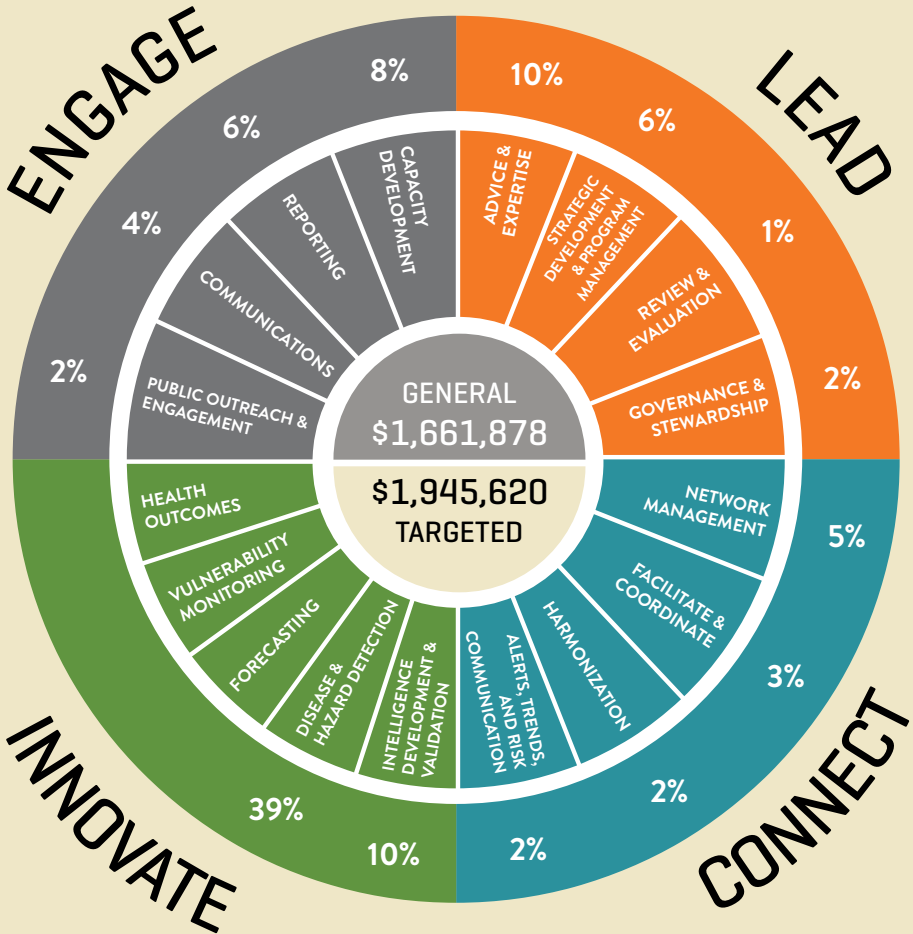 ENGAGE
8%
6%
4%
2%
CAPACITY
DEVELOPMENT
REPORTING
COMMUNICATIONS
PUBLIC OUTREACH &
ENGAGEMENT
LEAD
10%
6%
1%
2%
ADVICE &
EXPERTISE
STRATEGIC
DEVELOPMENT
& PROGRAM
MANAGEMENT
REVIEW &
EVALUATION
GOVERNANCE &
STEWARDSHIP
GENERAL
$1,661,878
$1,945,620
TARGETED
CONNECT
5%
3%
2%
2%
NETWORK
MANAGEMENT
FACILITATE &
COORDINATE
HARMONIZATION
ALERTS, TRENDS,
AND RISK
COMMUNICATION
INNOVATE
39%
10%
HEALTH
OUTCOMES
VULNERABILITY
MONITORING
FORECASTING
DISEASE &
HAZARD DETECTION
INTELLIGENCE
DEVELOPMENT &
VALIDATION